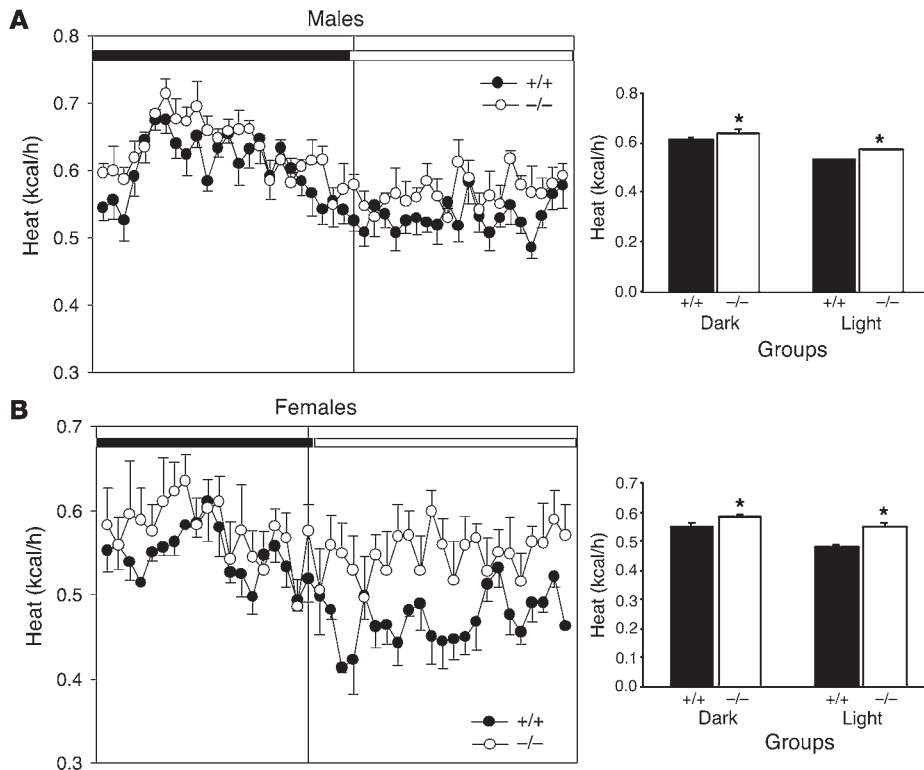 A
Males
Heat (kcal/h)
0.8
0.7
0.6
0.5
0.4
0.3
+/+
−/−
Heat (kcal/h)
0.8
0.6
0.4
0.2
0.0
+/+ −/− +/+ −/−
Dark Light
Groups
B
Females
Heat (kcal/h)
0.7
0.6
0.5
0.4
0.3
+/+
−/−
Heat (kcal/h)
0.7
0.6
0.5
0.4
0.3
0.2
0.1
0.0
+/+ −/− +/+ −/−
Dark Light
Groups
* *
* *